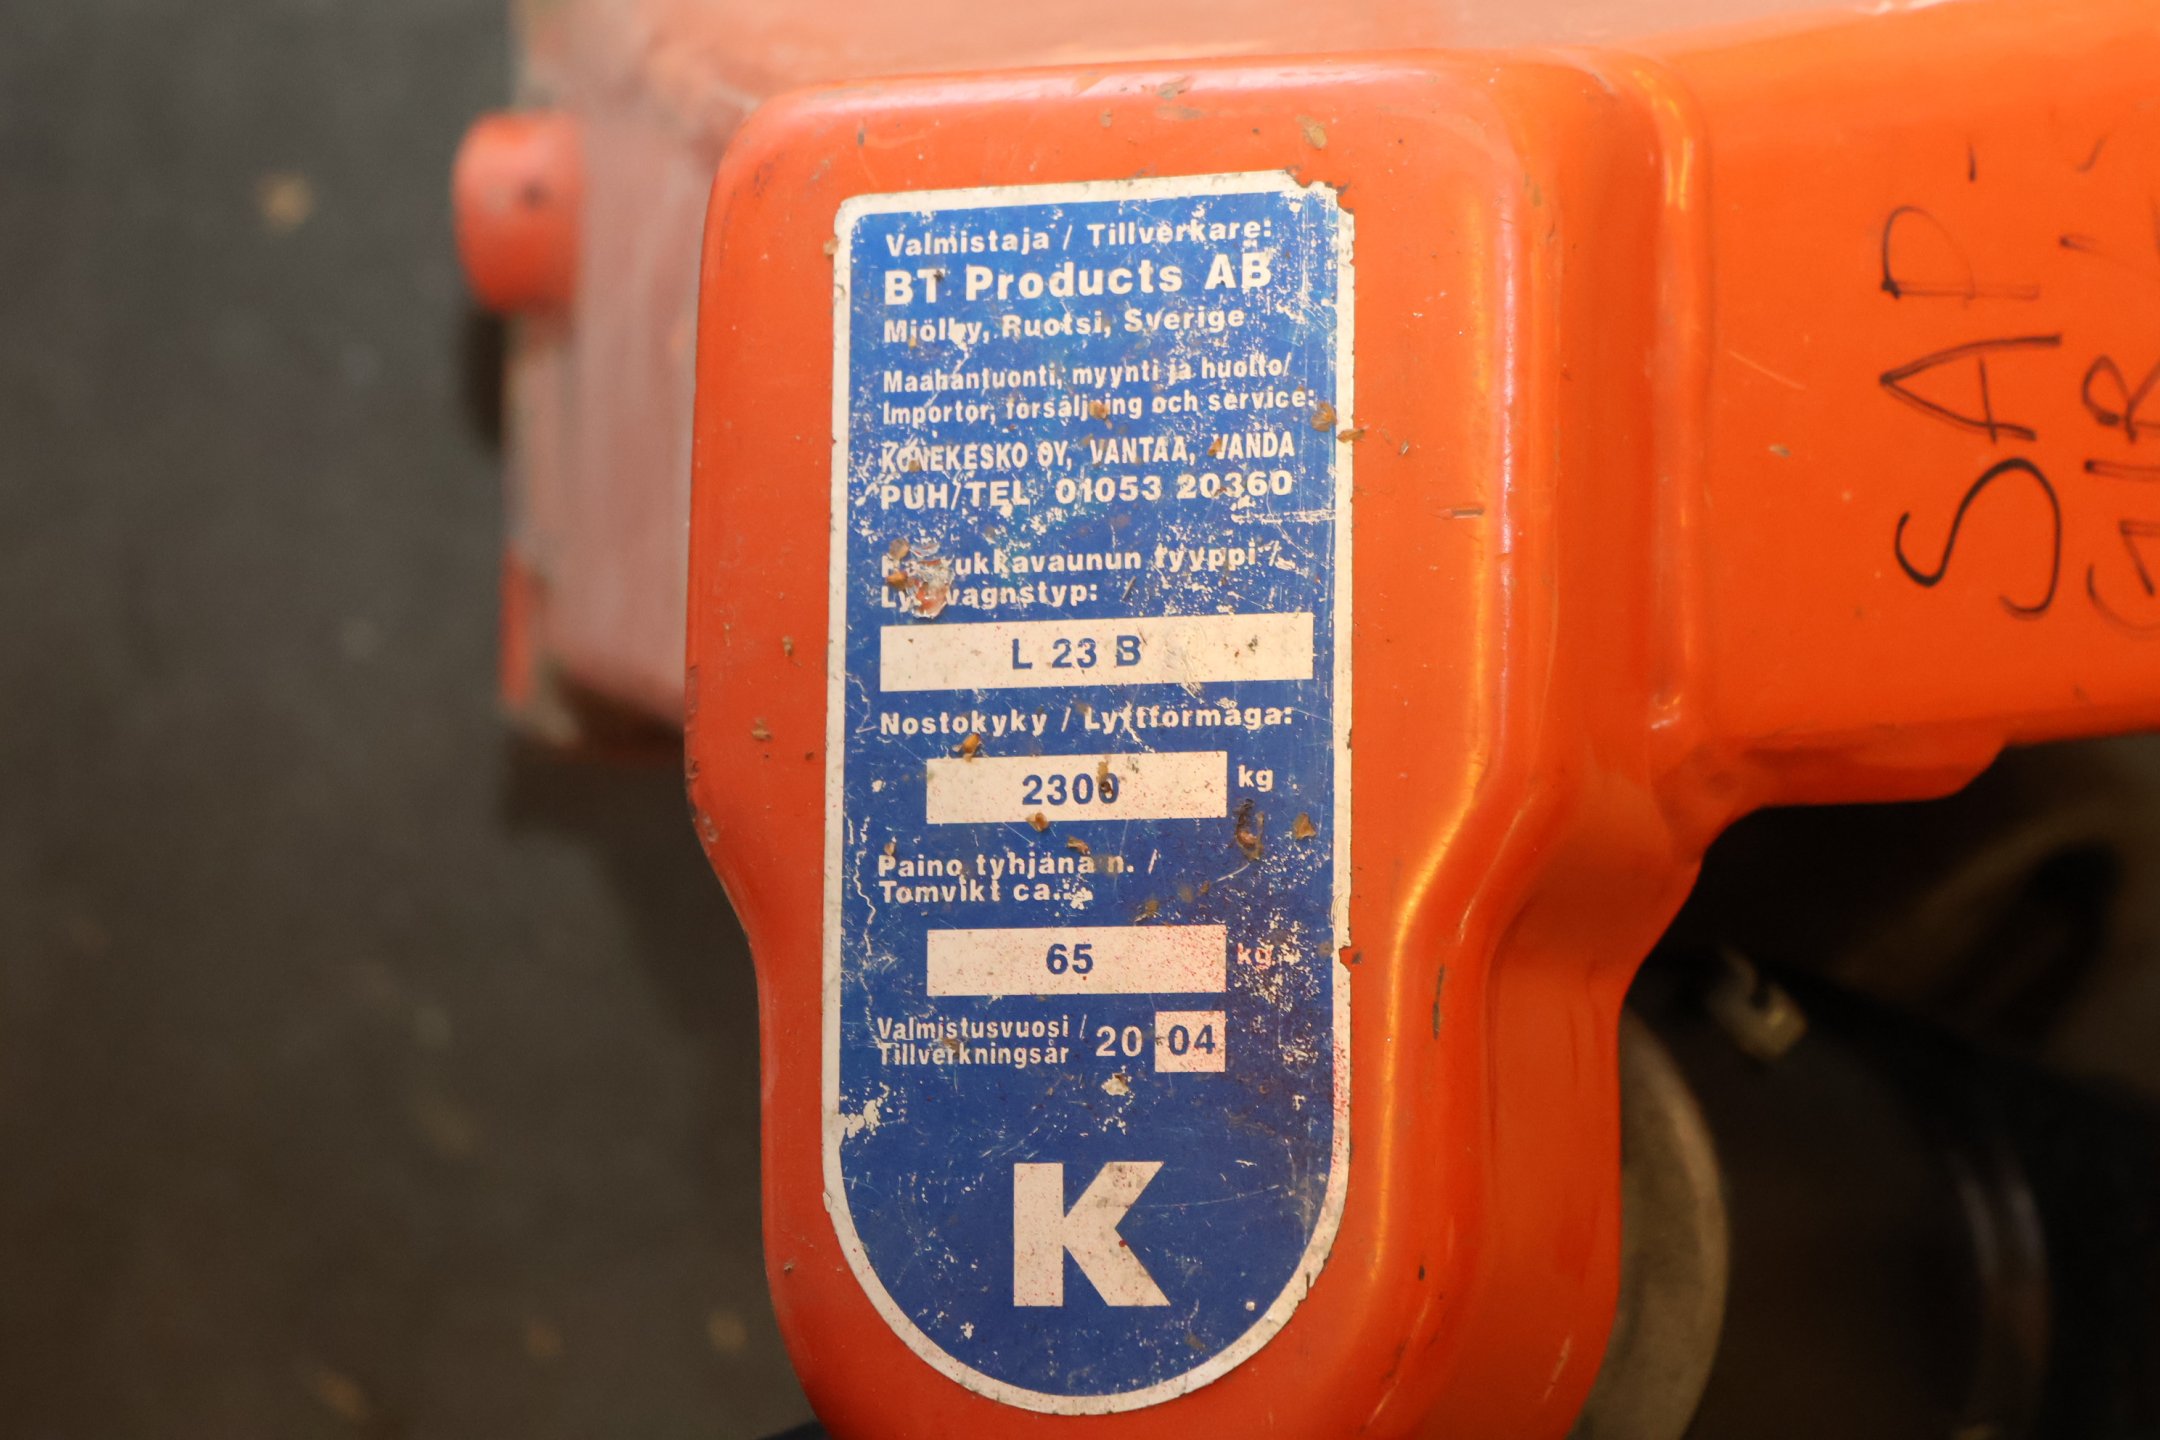 Valmistaja / Tillverkare:
BT Products AB
Mjölby, Ruotsi, Sverige
Maahantuonti, myynti ja huolto/
Importör, försäljning och service:
KONEKESKO OY, VANTAA, VANDA
PUH/TEL 01053 20360
tyyppi /
L 23 B
Nostokyky / Lyftförmåga:
2300 kg
Paino tyhjänä n. /
Tomvikt ca.:
65 kg
Valmistusvuosi / 20 04
Tillverkningsår
K
SAP-